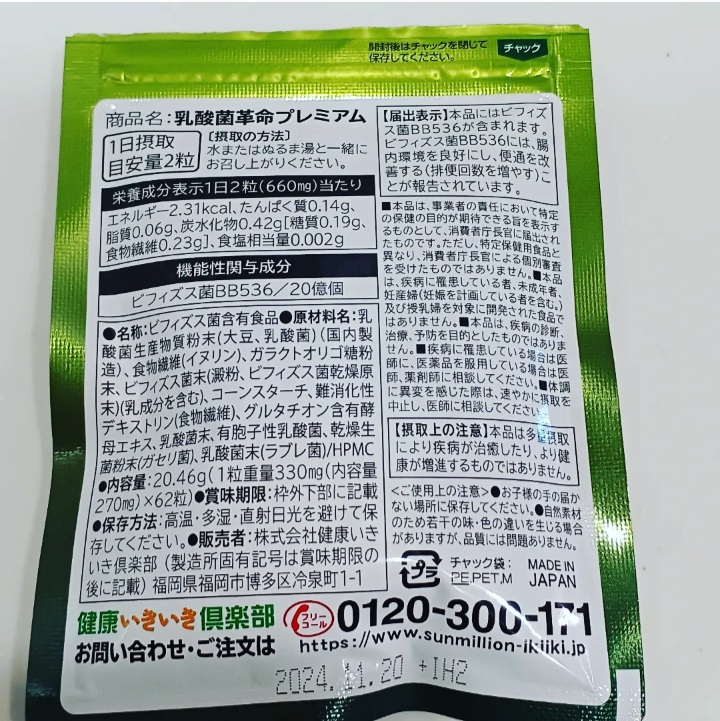 開封後はチャックを閉じて
保存してください。
チャック
商品名:乳酸菌革命プレミアム
1日摂取
目安量2粒
〔摂取の方法〕
水またはぬるま湯と一緒に
お召し上がりください。
栄養成分表示1日2粒(660mg)当たり
エネルギー2.31kcal、たんぱく質0.14g、
脂質0.06g、炭水化物0.42g[糖質0.19g、
食物繊維0.23g]、食塩相当量0.002g
機能性関与成分
ビフィズス菌BB536/20億個
●名称:ビフィズス菌含有食品●原材料名:乳
酸菌生産物質粉末(大豆、乳酸菌)(国内製
造)、食物繊維(イヌリン)、ガラクトオリゴ糖粉
末、ビフィズス菌末(澱粉、ビフィズス菌乾燥原
末)(乳成分を含む)、コーンスターチ、難消化性
デキストリン(食物繊維)、グルタチオン含有酵
母エキス、乳酸菌末、有胞子性乳酸菌、乾燥生
菌粉末(ガセリ菌)、乳酸菌末(ラブレ菌)/HPMC
●内容量:20.46g(1粒重量330mg(内容量
270mg)×62粒)●賞味期限:枠外下部に記載
●保存方法:高温・多湿・直射日光を避けて保
存してください。●販売者:株式会社健康いき
いき倶楽部(製造所固有記号は賞味期限の
後に記載)福岡県福岡市博多区冷泉町1-1
【届出表示】本品にはビフィズ
ス菌BB536が含まれます。
ビフィズス菌BB536には、腸
内環境を良好にし、便通を改
善する(排便回数を増やす)こ
とが報告されています。
■本品は、事業者の責任において特定
の保健の目的が期待できる旨を表示す
るものとして、消費者庁長官に届出され
たものです。ただし、特定保健用食品と
異なり、消費者庁長官による個別審査
を受けたものではありません。■本品
は、疾病に罹患している者、未成年者、
妊産婦(妊娠を計画している者を含む。)
及び授乳婦を対象に開発された食品で
はありません。■本品は、疾病の診断、
治療、予防を目的としたものではありま
せん。■疾病に罹患している場合は医
師に、医薬品を服用している場合は医
師、薬剤師に相談してください。■体調
に異変を感じた際は、速やかに摂取を
中止し、医師に相談してください。
【摂取上の注意】本品は多量摂取
により疾病が治癒したり、より健
康が増進するものではありません。
<ご使用上の注意>●お子様の手の届か
ない場所に保存してください。●自然素材
のため若干の味・色の違いを生じる場合
がありますが、品質には問題ありません。
プラ
チャック袋:
PE.PET.M
MADE IN
JAPAN
健康いきいき倶楽部
フリーコール
0120-300-171
お問い合わせ・ご注文は
https://www.sunmillion-ikiiki.jp
2024.11.20 +IH2